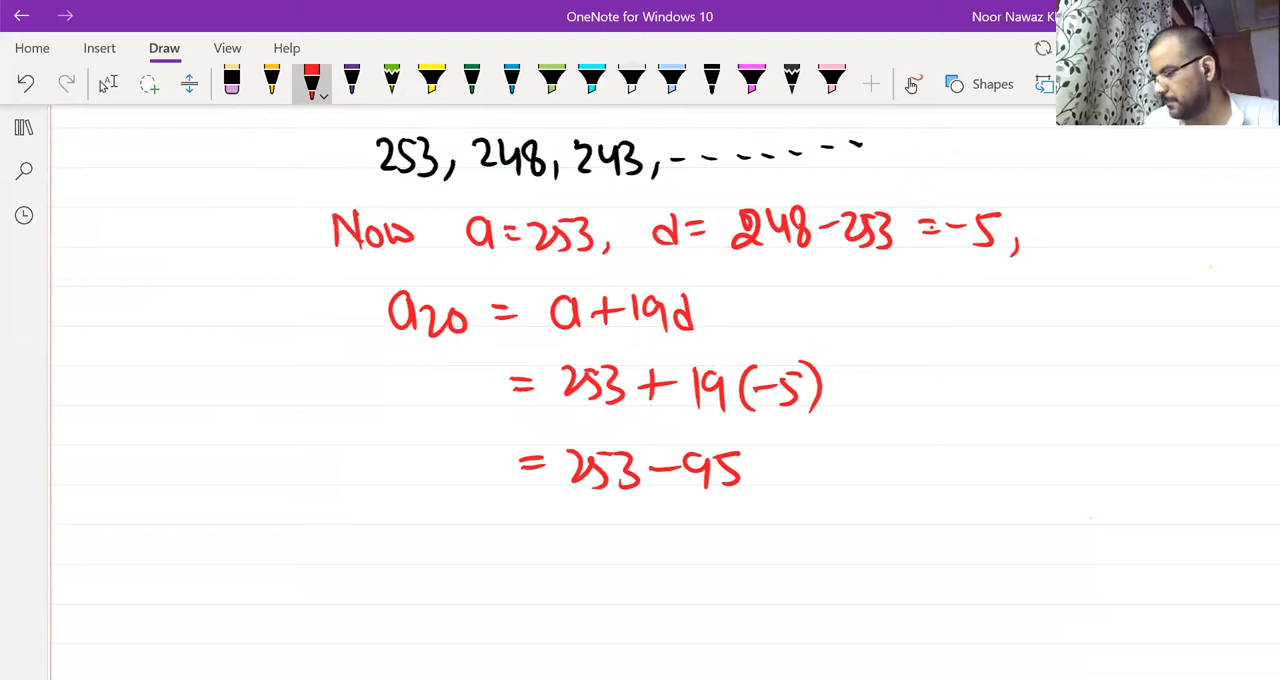 OneNote for Windows 10
Noor Nawaz K
Home Insert Draw View Help
Shapes
253, 248, 243, - - - - - - - -
Now a=253, d= 248-253 =-5,
a20 = a+19d
= 253+19(-5)
= 253-95